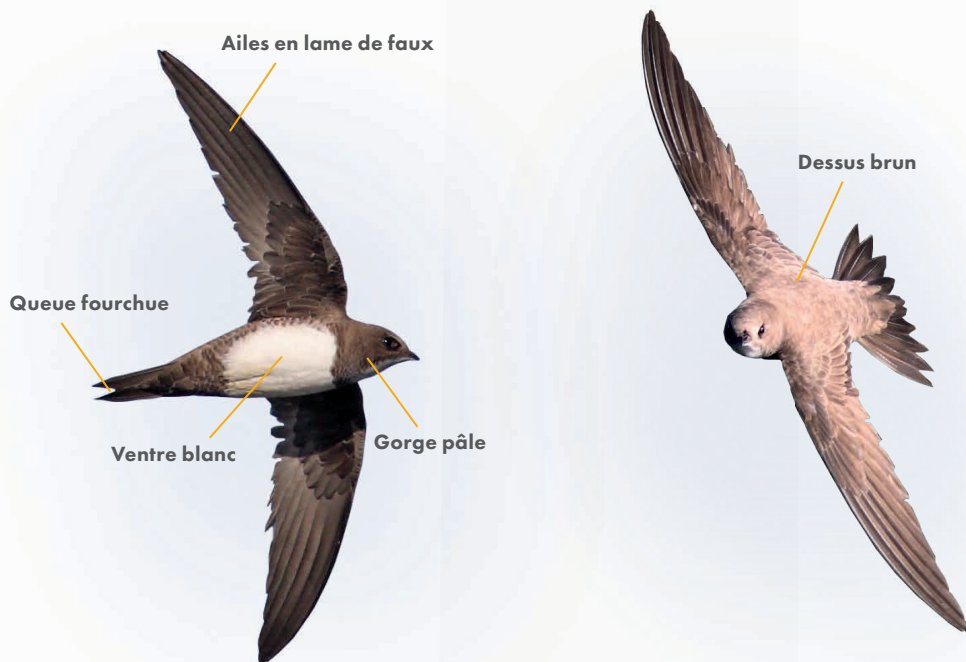 Ailes en lame de faux
Dessus brun
Queue fourchue
Ventre blanc
Gorge pâle